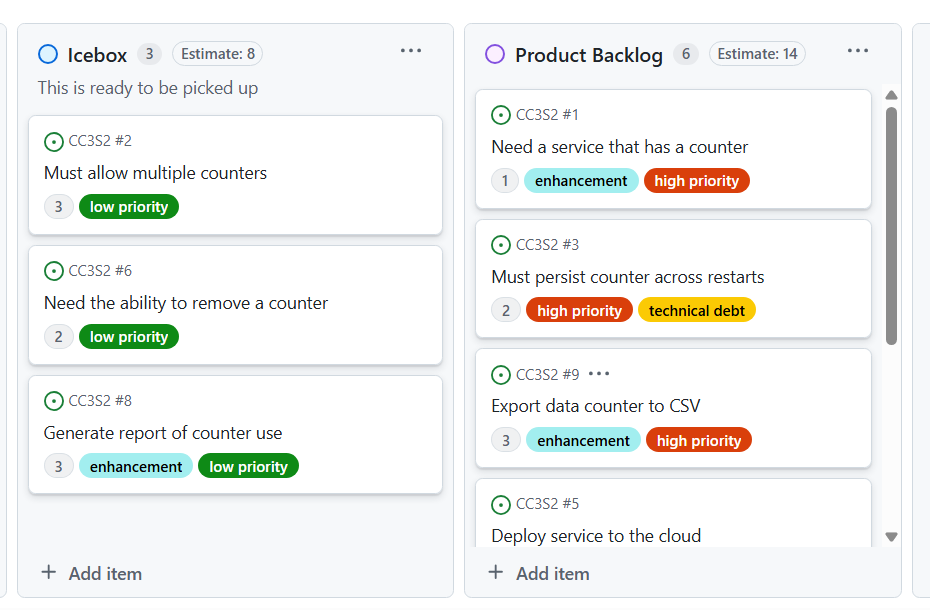 Icebox 3 Estimate: 8
This is ready to be picked up
CC3S2 #2
Must allow multiple counters
3 low priority
CC3S2 #6
Need the ability to remove a counter
2 low priority
CC3S2 #8
Generate report of counter use
3 enhancement low priority
+ Add item
Product Backlog 6 Estimate: 14
CC3S2 #1
Need a service that has a counter
1 enhancement high priority
CC3S2 #3
Must persist counter across restarts
2 high priority technical debt
CC3S2 #9
Export data counter to CSV
3 enhancement high priority
CC3S2 #5
Deploy service to the cloud
+ Add item